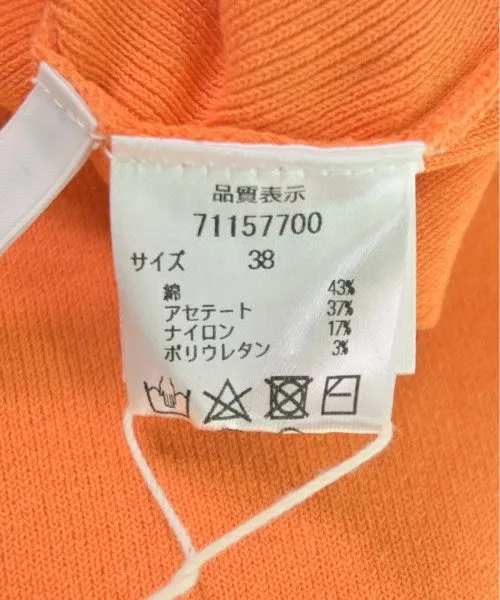 品質表示
71157700
サイズ 38
綿 43%
アセテート 37%
ナイロン 17%
ポリウレタン 3%